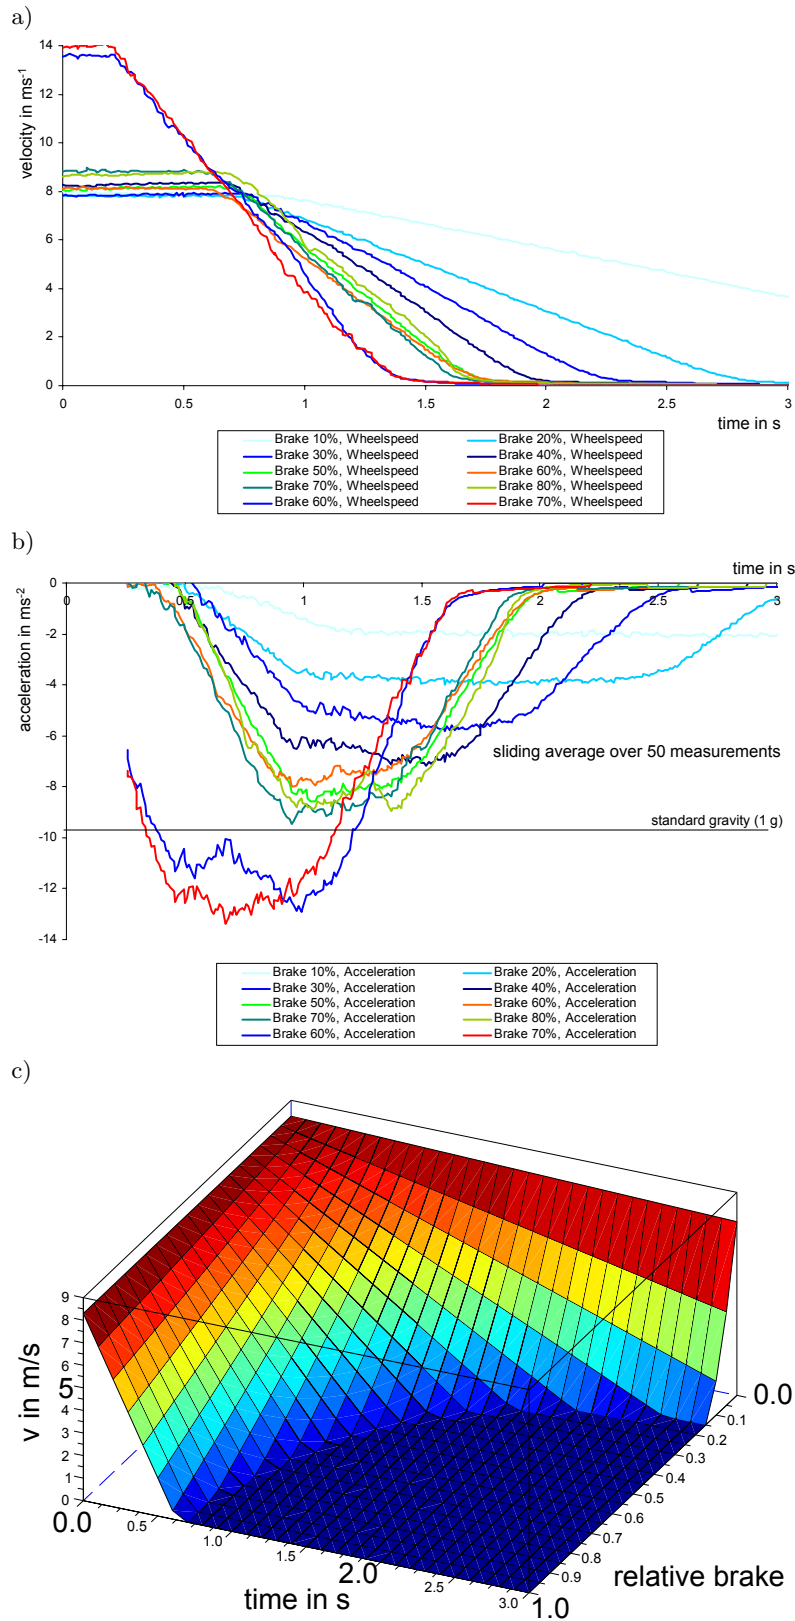 a)
14
12
10
8
6
4
2
0
velocity in ms-1
0 0.5 1 1.5 2 2.5 3
time in s
Brake 10%, Wheelspeed Brake 20%, Wheelspeed
Brake 30%, Wheelspeed Brake 40%, Wheelspeed
Brake 50%, Wheelspeed Brake 60%, Wheelspeed
Brake 70%, Wheelspeed Brake 80%, Wheelspeed
Brake 60%, Wheelspeed Brake 70%, Wheelspeed
b)
time in s
0 0.5 1 1.5 2 2.5 3
0
-2
-4
-6
-8
-10
-12
-14
acceleration in ms-2
sliding average over 50 measurements
standard gravity (1 g)
Brake 10%, Acceleration Brake 20%, Acceleration
Brake 30%, Acceleration Brake 40%, Acceleration
Brake 50%, Acceleration Brake 60%, Acceleration
Brake 70%, Acceleration Brake 80%, Acceleration
Brake 60%, Acceleration Brake 70%, Acceleration
c)
9
8
7
6
5
4
3
2
1
0
v in m/s
0.0 0.5 1.0 1.5 2.0 2.5 3.0
time in s
0.0
0.1
0.2
0.3
0.4
0.5
0.6
0.7
0.8
0.9
1.0
relative brake